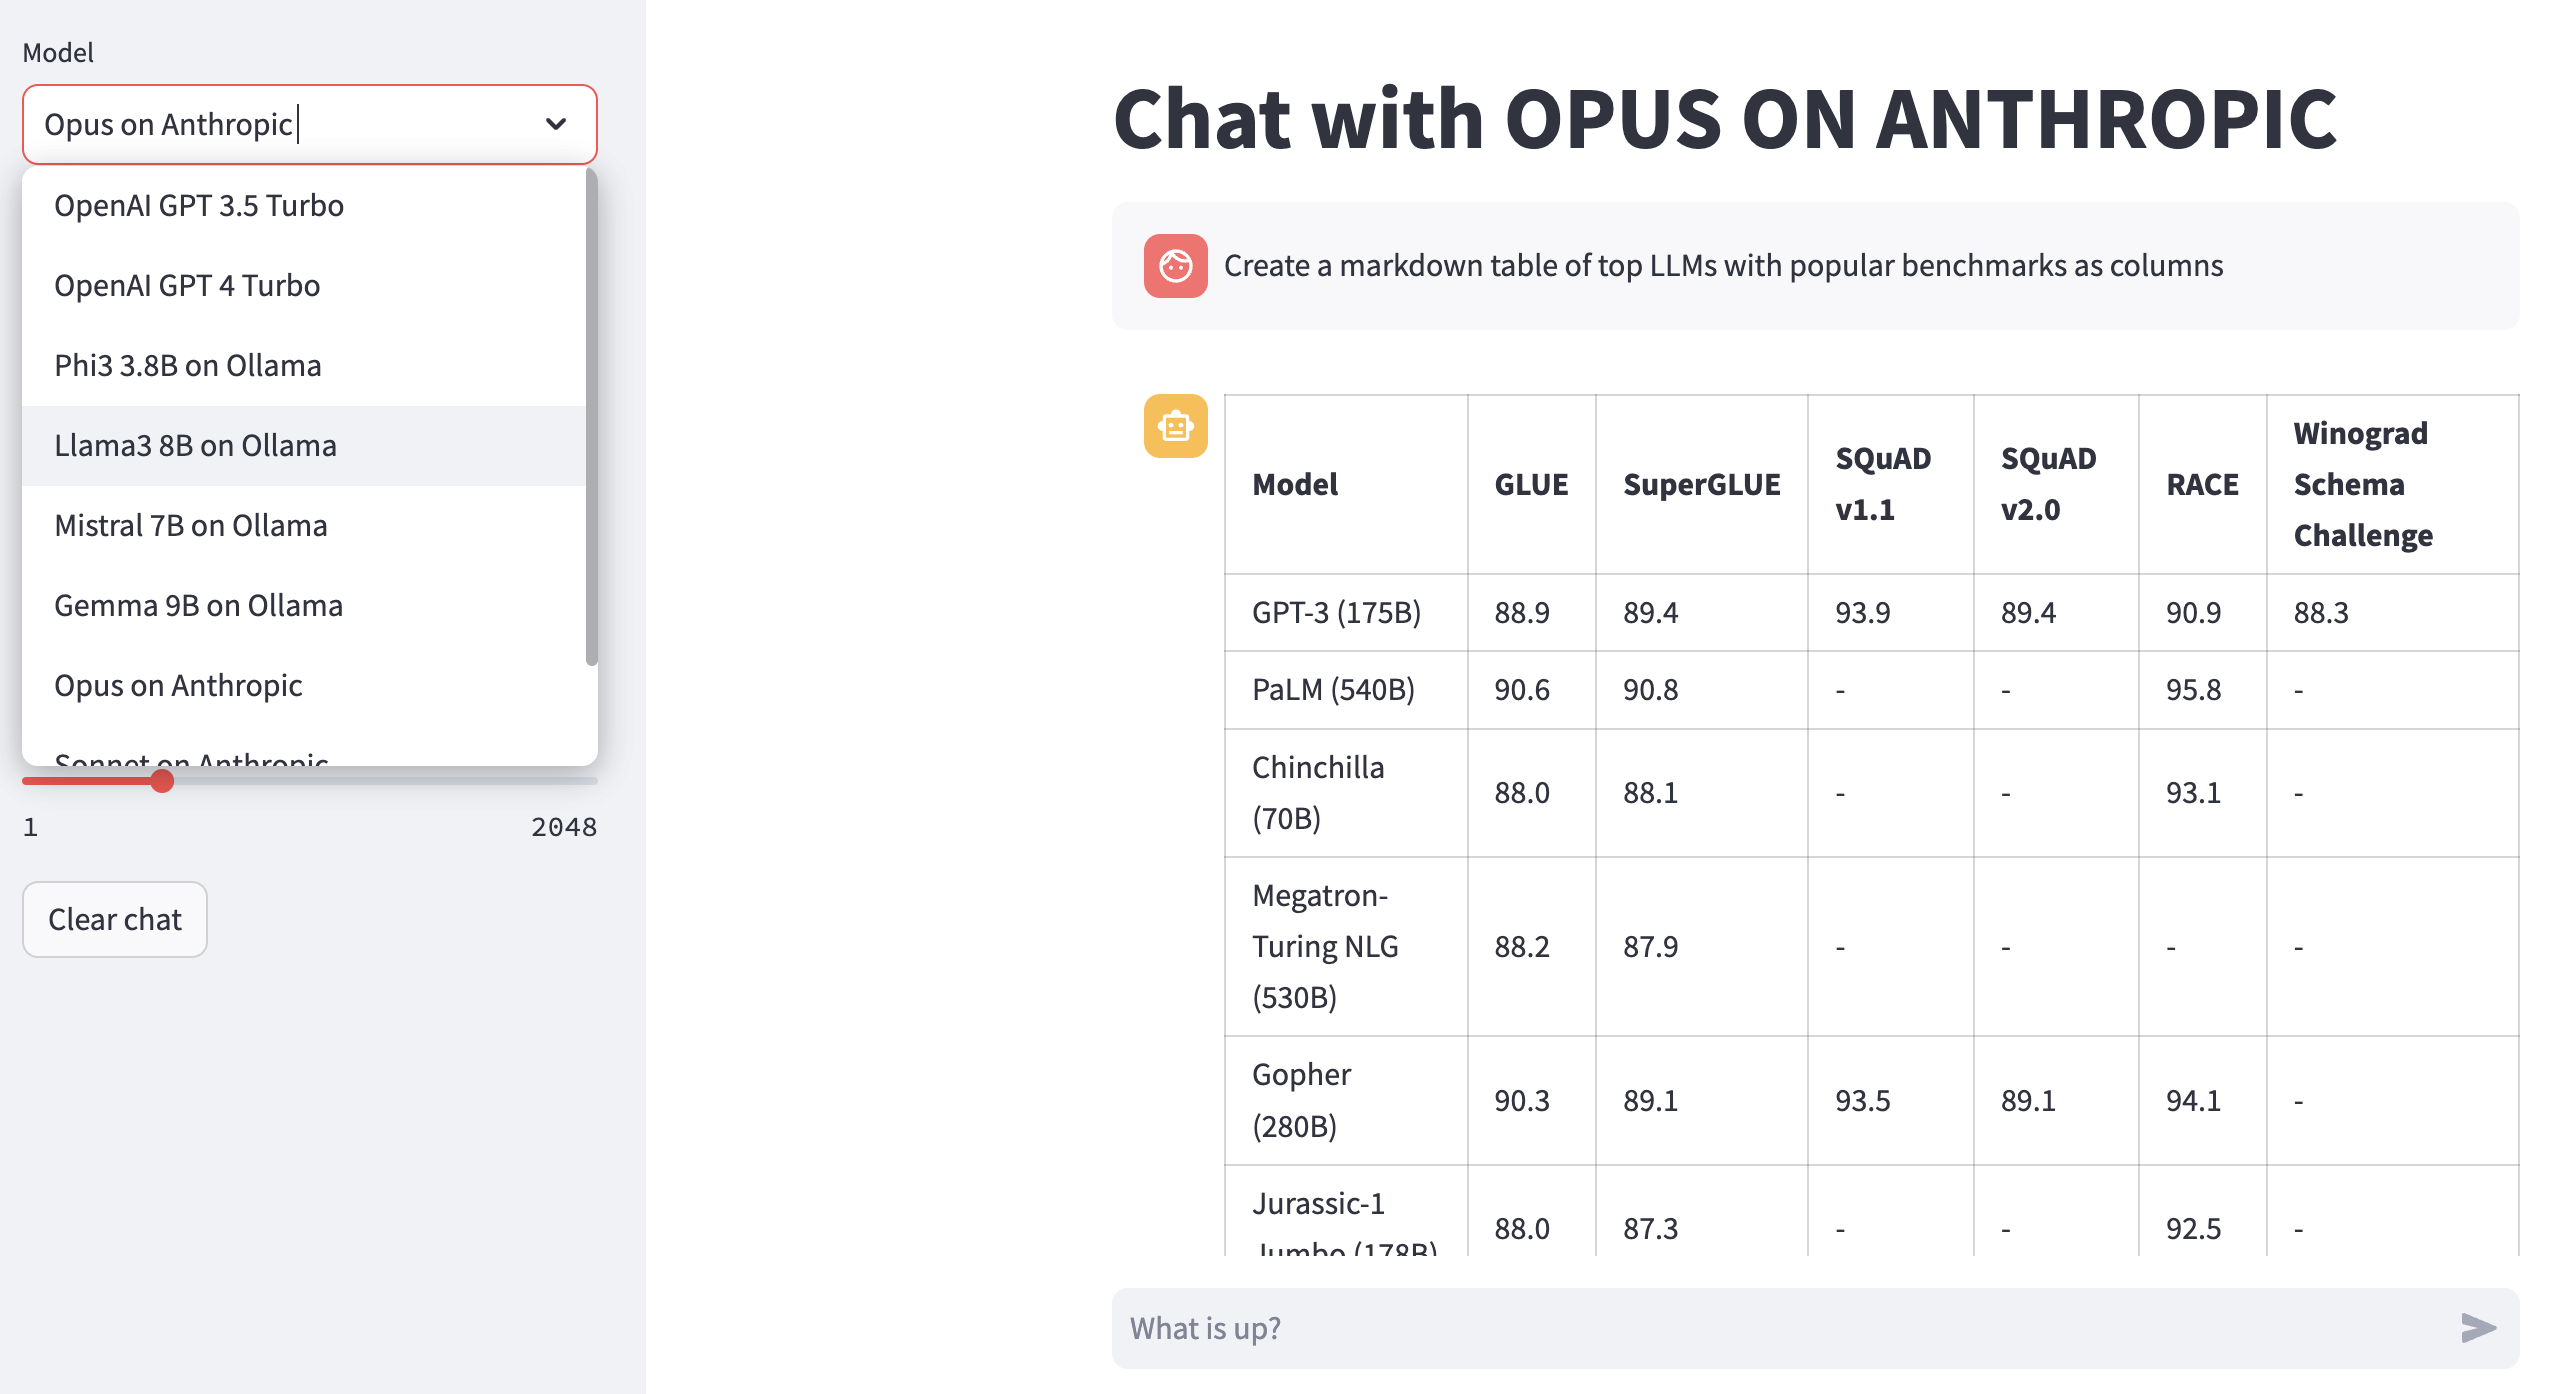 Model
Opus on Anthropic
OpenAI GPT 3.5 Turbo
OpenAI GPT 4 Turbo
Phi3 3.8B on Ollama
Llama3 8B on Ollama
Mistral 7B on Ollama
Gemma 9B on Ollama
Opus on Anthropic
Sonnet on Anthropic
1 2048
Clear chat
Chat with OPUS ON ANTHROPIC
Create a markdown table of top LLMs with popular benchmarks as columns
Model GLUE SuperGLUE SQuAD v1.1 SQuAD v2.0 RACE Winograd Schema Challenge
GPT-3 (175B) 88.9 89.4 93.9 89.4 90.9 88.3
PaLM (540B) 90.6 90.8 - - 95.8 -
Chinchilla (70B) 88.0 88.1 - - 93.1 -
Megatron-Turing NLG (530B) 88.2 87.9 - - - -
Gopher (280B) 90.3 89.1 93.5 89.1 94.1 -
Jurassic-1 Jumbo (178B) 88.0 87.3 - - 92.5 -
What is up?